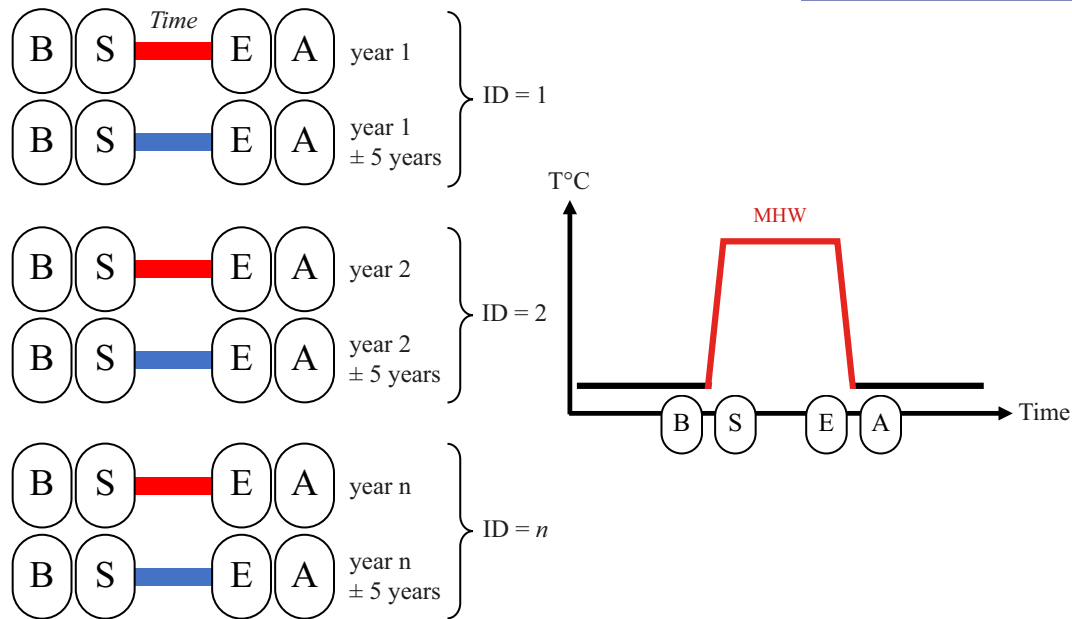 Time
B S E A year 1
B S E A year 1
± 5 years
ID = 1
B S E A year 2
B S E A year 2
± 5 years
ID = 2
B S E A year n
B S E A year n
± 5 years
ID = n
T°C
MHW
B S E A
Time